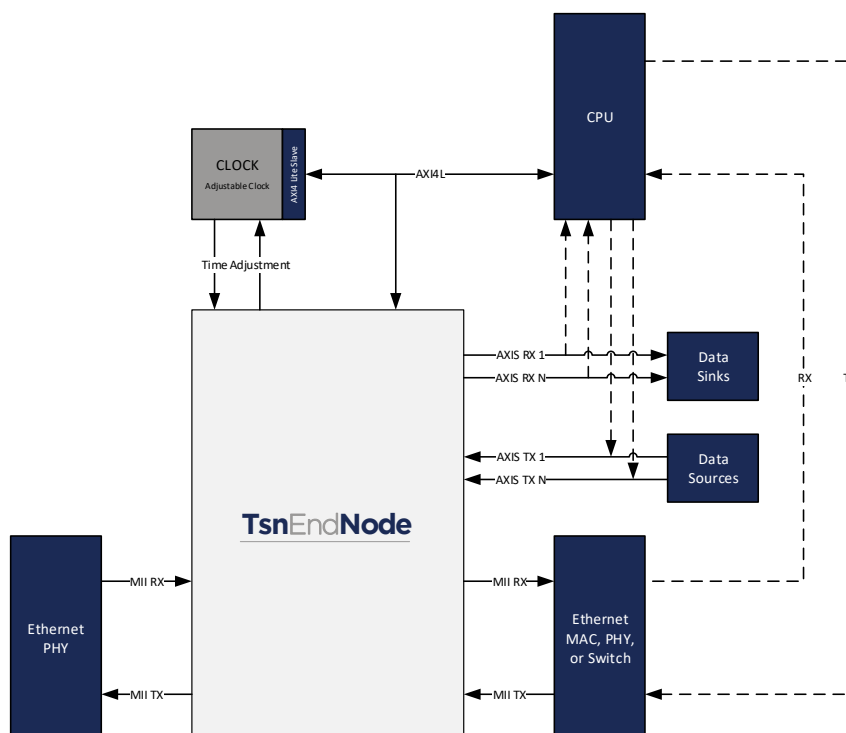 CPU
CLOCK
Adjustable Clock
AXI4 Lite Slave
AXI4L
Time Adjustment
AXIS RX 1
AXIS RX N
Data
Sinks
RX
AXIS TX 1
AXIS TX N
Data
Sources
TsnEndNode
MII RX
MII RX
Ethernet
PHY
Ethernet
MAC, PHY,
or Switch
MII TX
MII TX